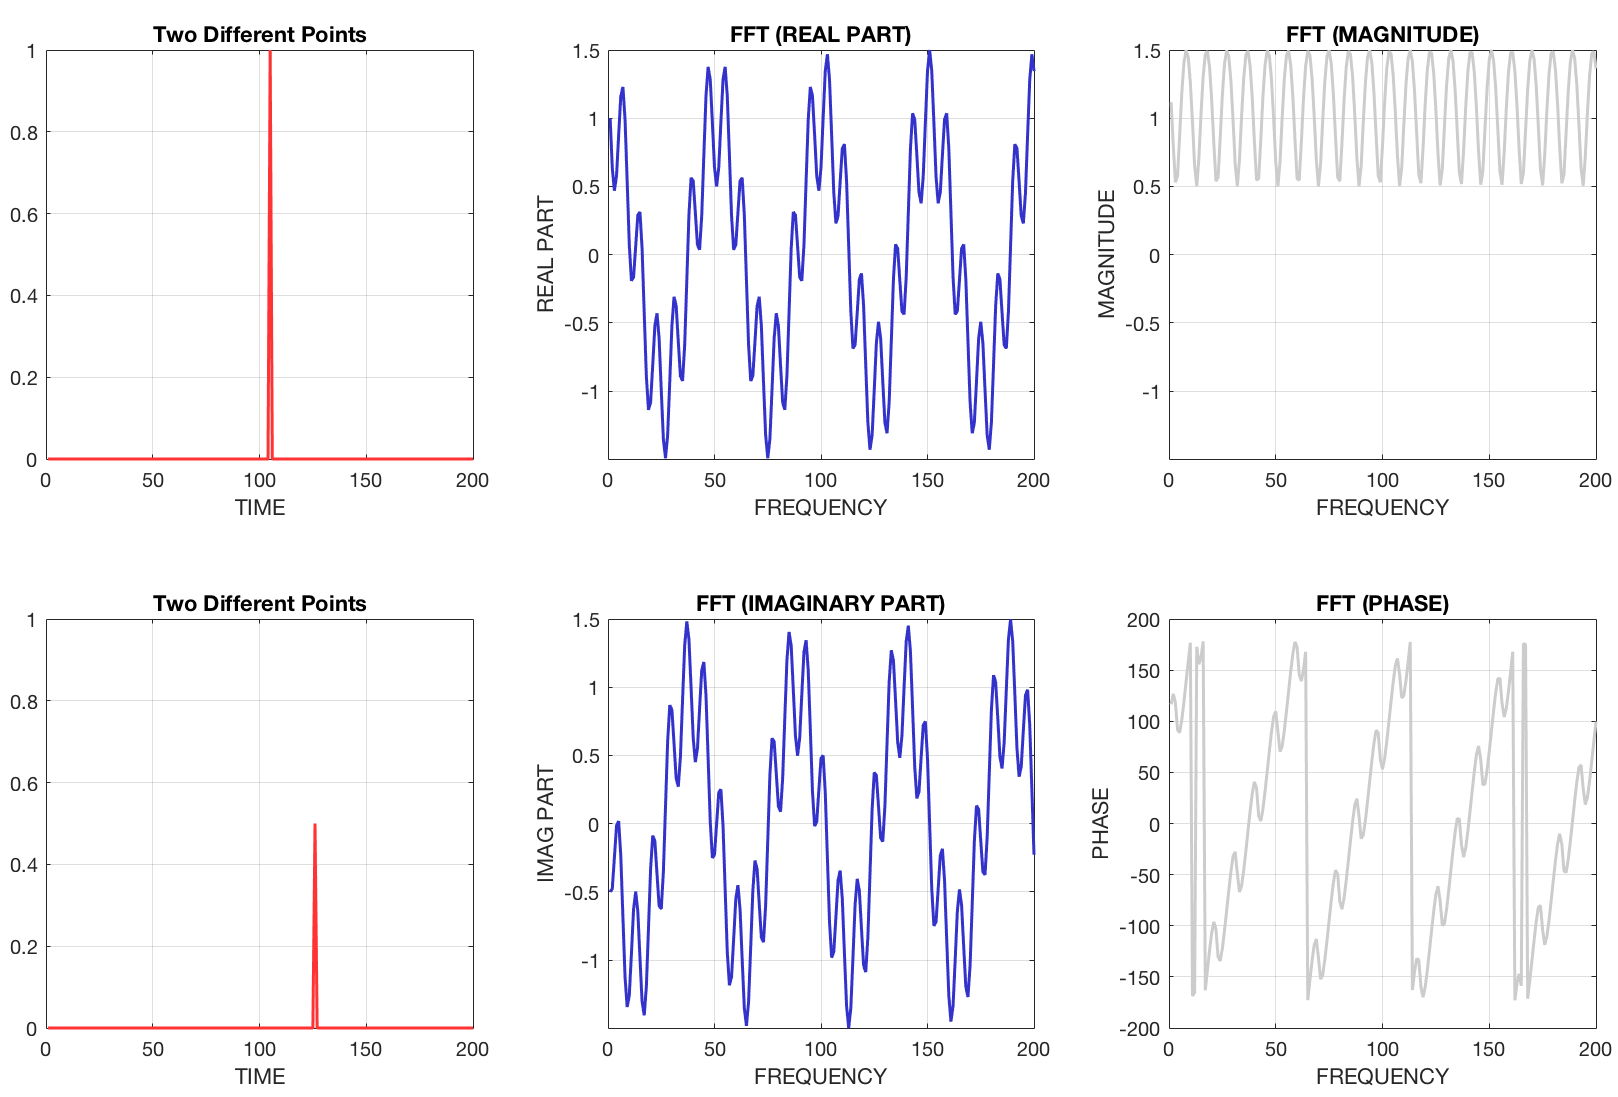 Two Different Points
1
0.8
0.6
0.4
0.2
0
0 50 100 150 200
TIME
FFT (REAL PART)
REAL PART
1.5
1
0.5
0
-0.5
-1
0 50 100 150 200
FREQUENCY
FFT (MAGNITUDE)
MAGNITUDE
1.5
1
0.5
0
-0.5
-1
0 50 100 150 200
FREQUENCY
Two Different Points
1
0.8
0.6
0.4
0.2
0
0 50 100 150 200
TIME
FFT (IMAGINARY PART)
IMAG PART
1.5
1
0.5
0
-0.5
-1
0 50 100 150 200
FREQUENCY
FFT (PHASE)
PHASE
200
150
100
50
0
-50
-100
-150
-200
0 50 100 150 200
FREQUENCY